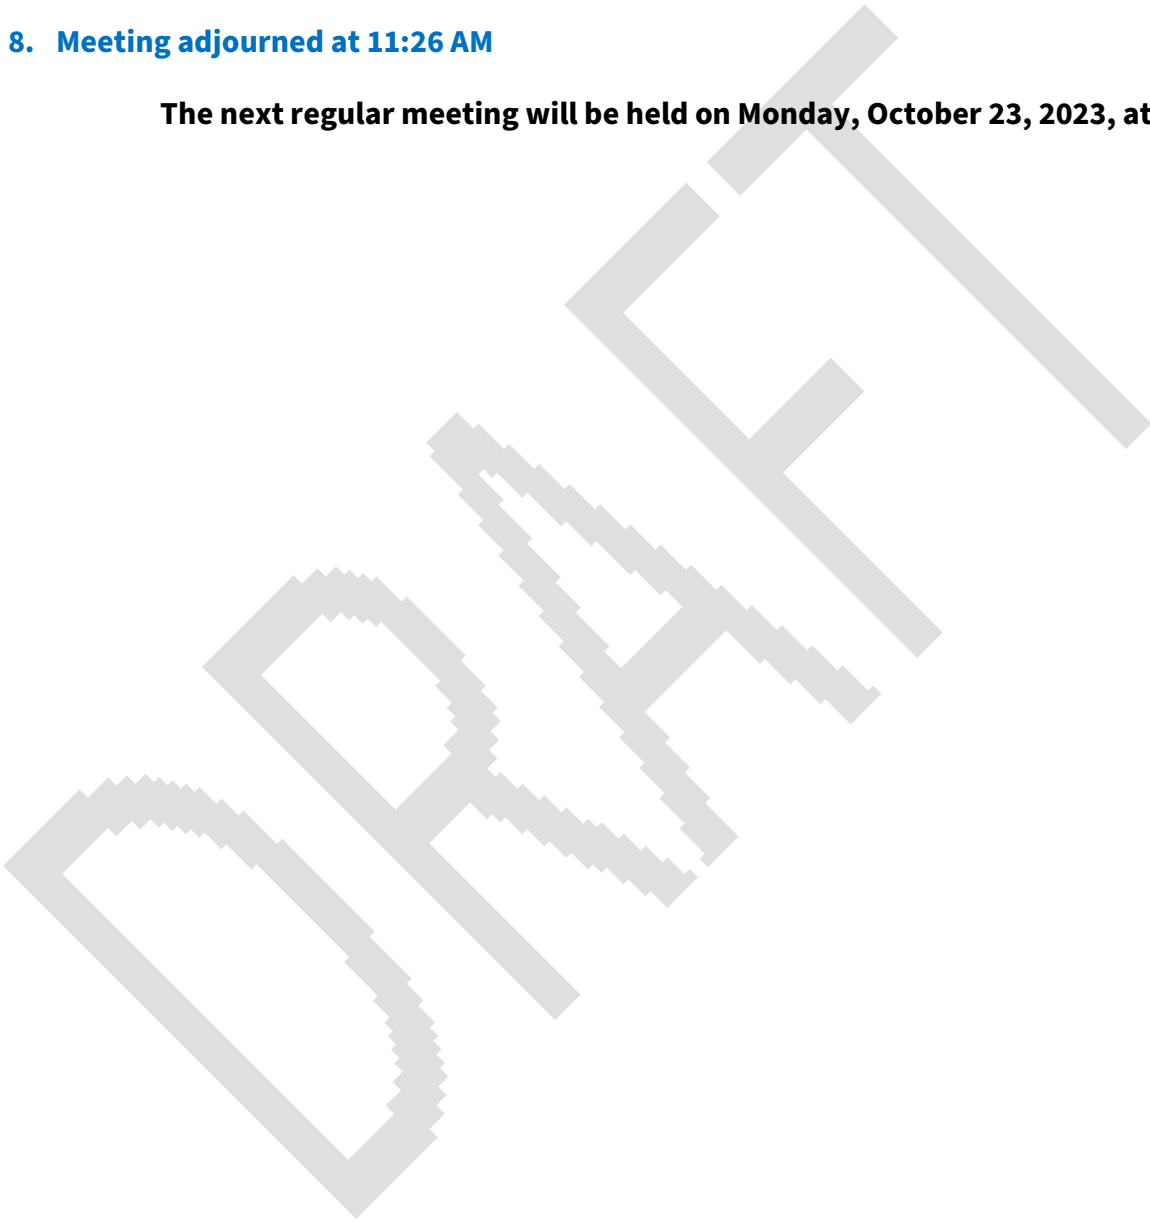 8. Meeting adjourned at 11:26 AM
The next regular meeting will be held on Monday, October 23, 2023, at
DRAFT